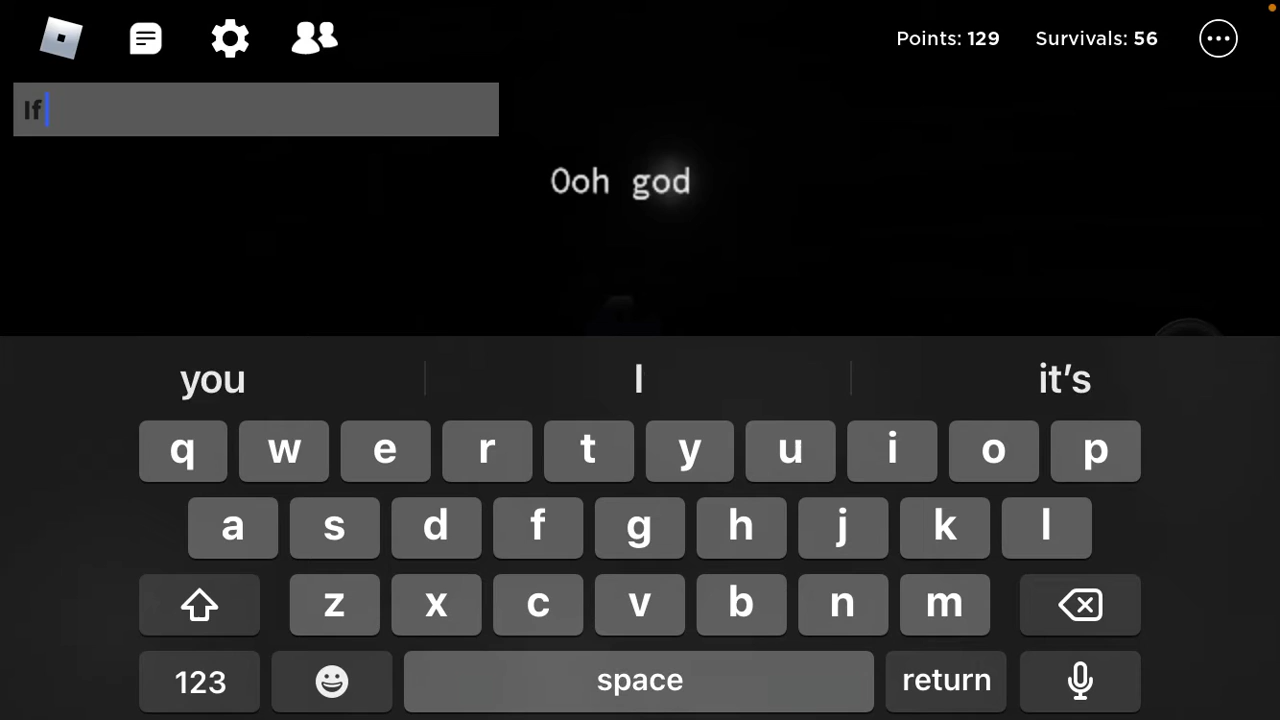 Points: 129 Survivals: 56
If
Ooh god
you I it's
q w e r t y u i o p
a s d f g h j k l
z x c v b n m
123 space return